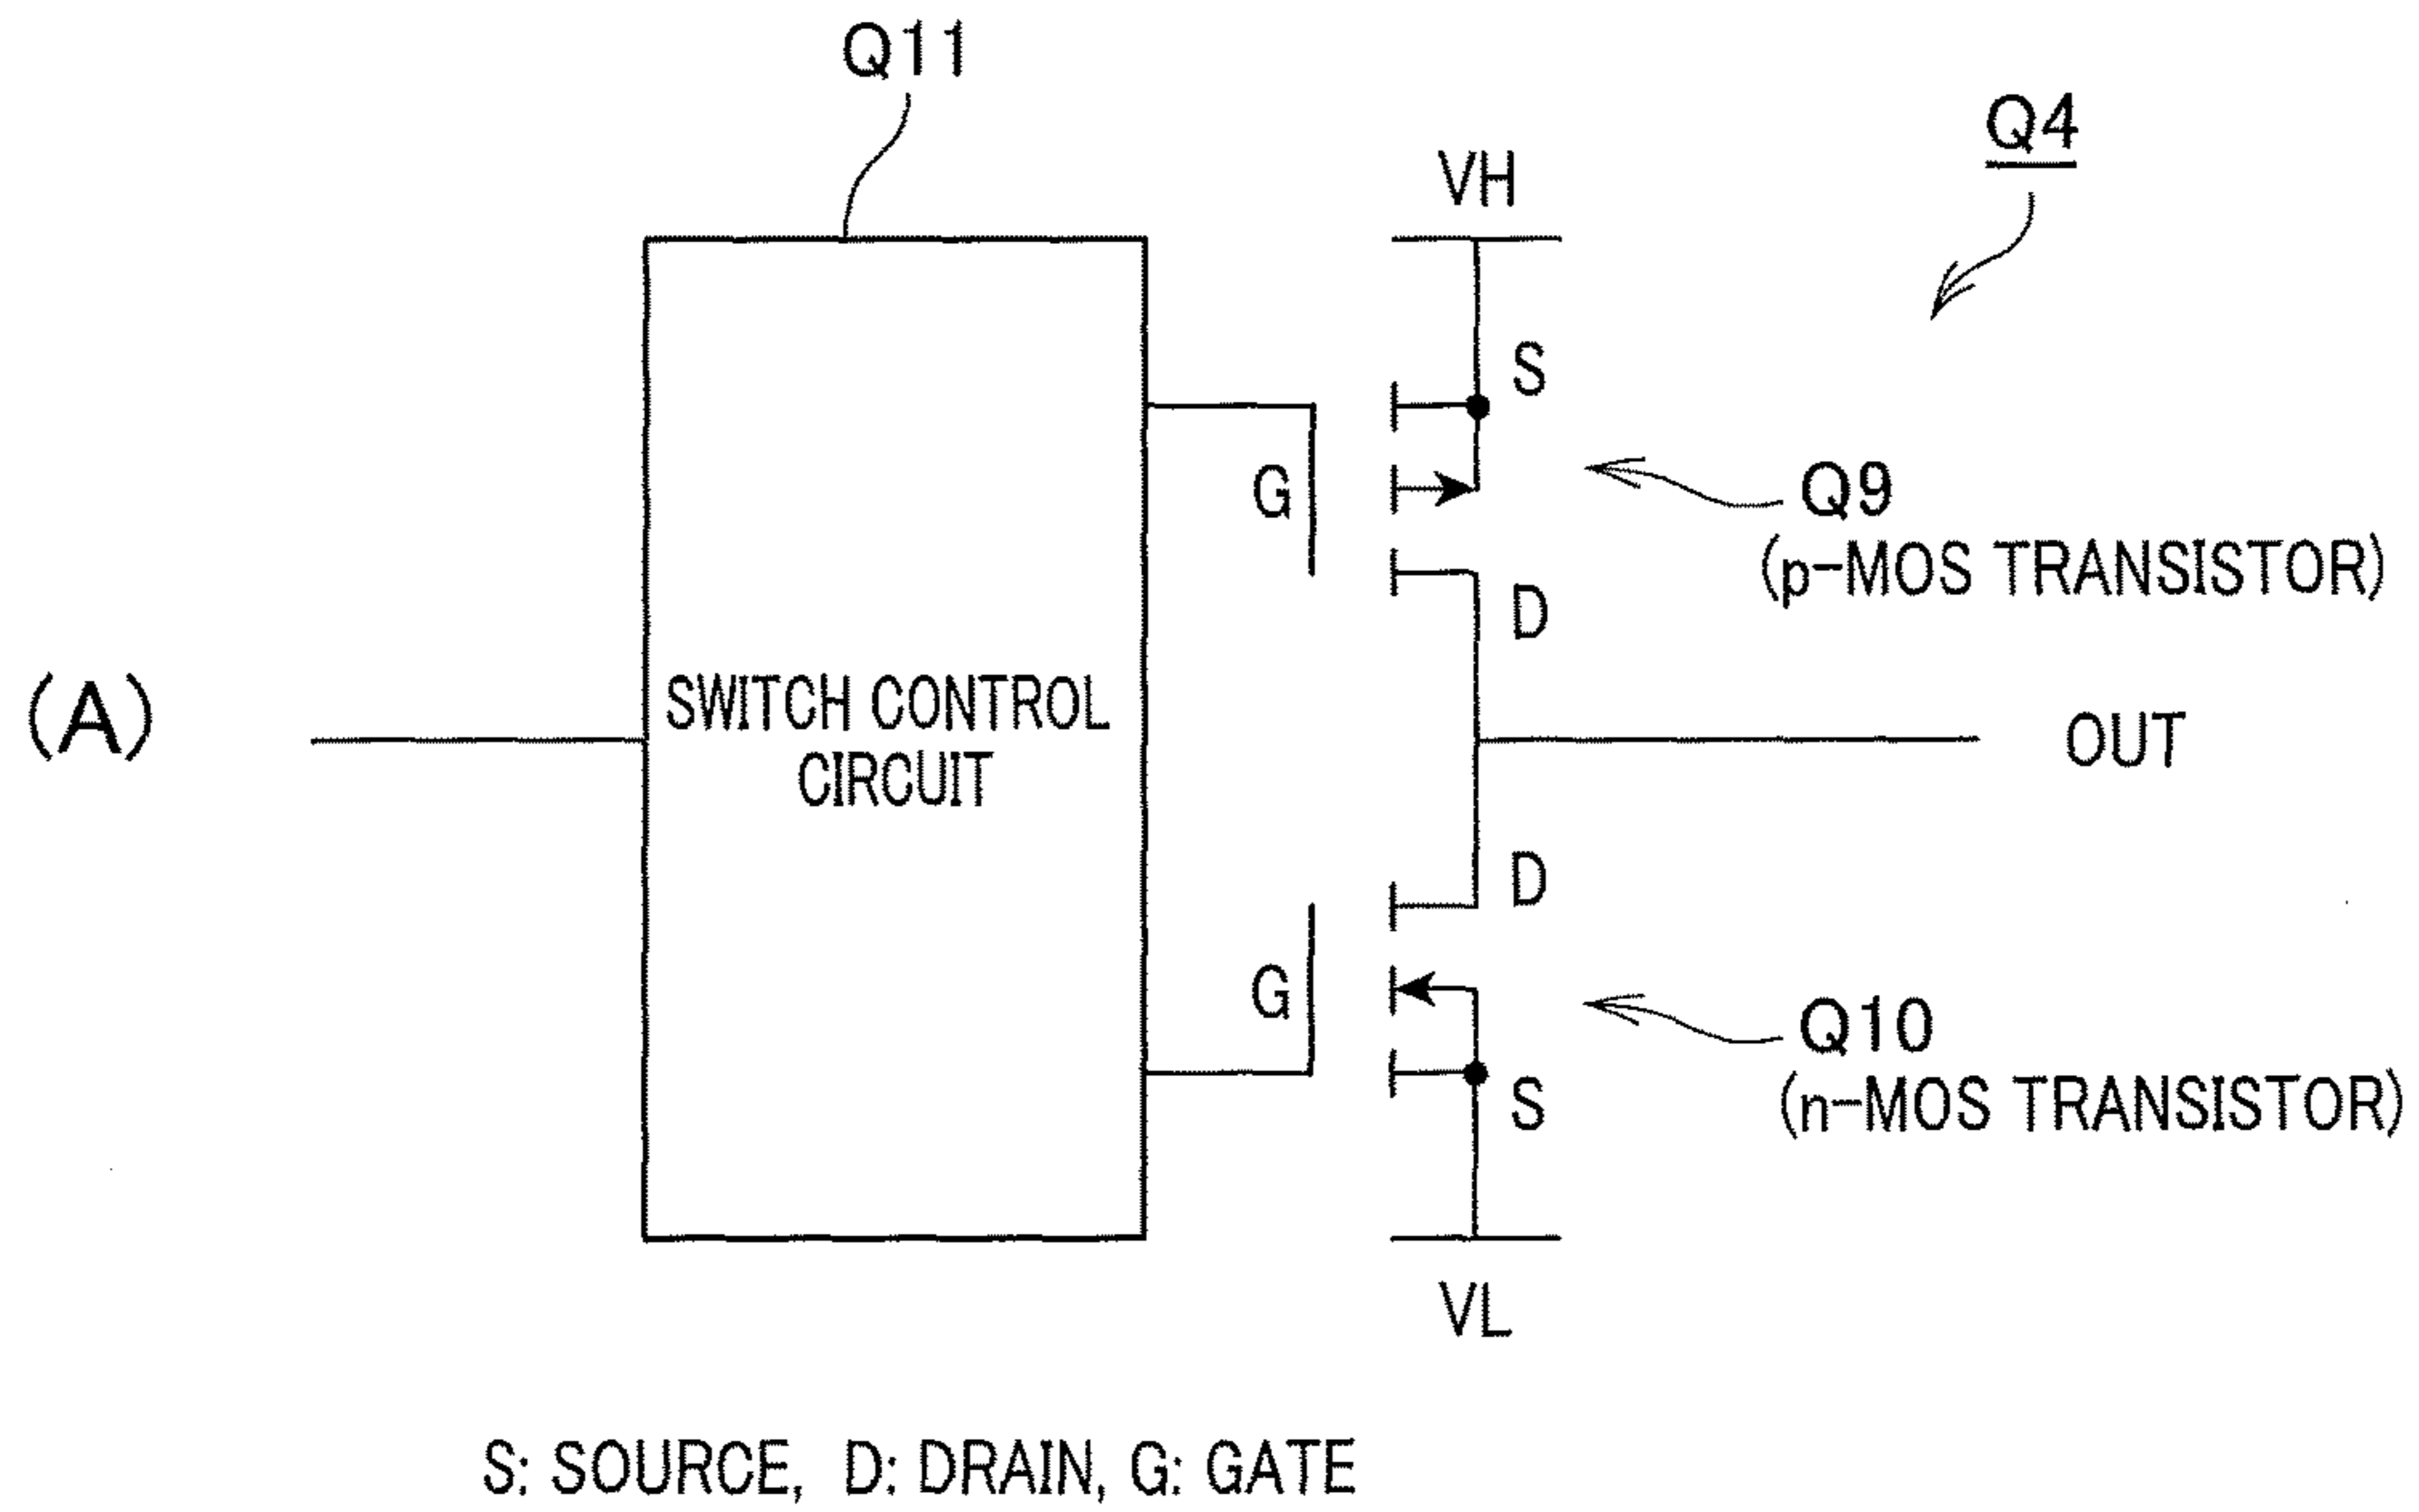 Q11
Q4
VH
S
G
Q9
(p-MOS TRANSISTOR)
D
(A)
SWITCH CONTROL
CIRCUIT
OUT
D
G
Q10
(n-MOS TRANSISTOR)
S
VL
S: SOURCE, D: DRAIN, G: GATE